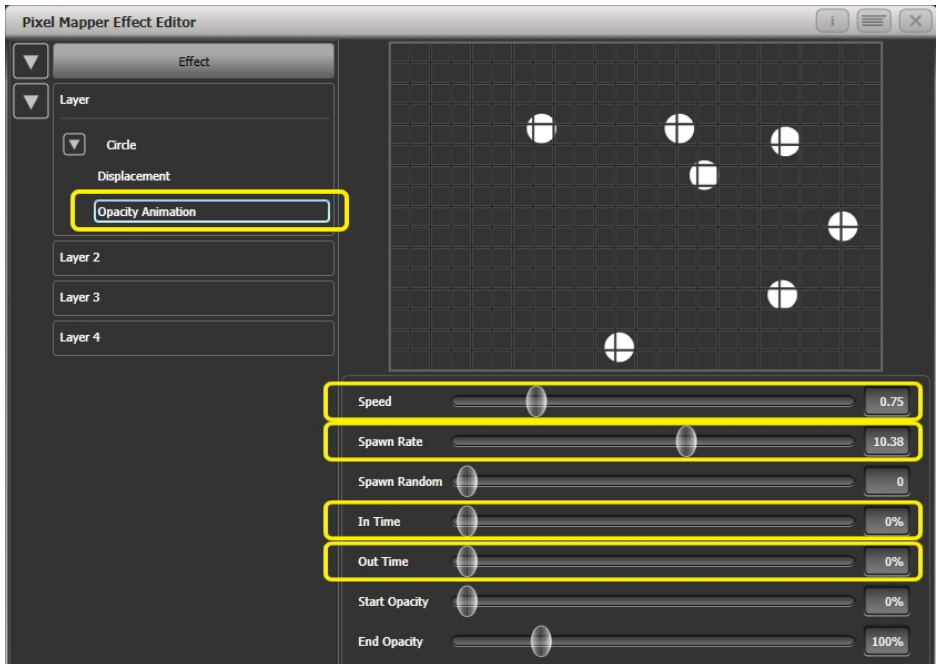 Pixel Mapper Effect Editor
i
Effect
Layer
Circle
Displacement
Opacity Animation
Layer 2
Layer 3
Layer 4
Speed 0.75
Spawn Rate 10.38
Spawn Random 0
In Time 0%
Out Time 0%
Start Opacity 0%
End Opacity 100%